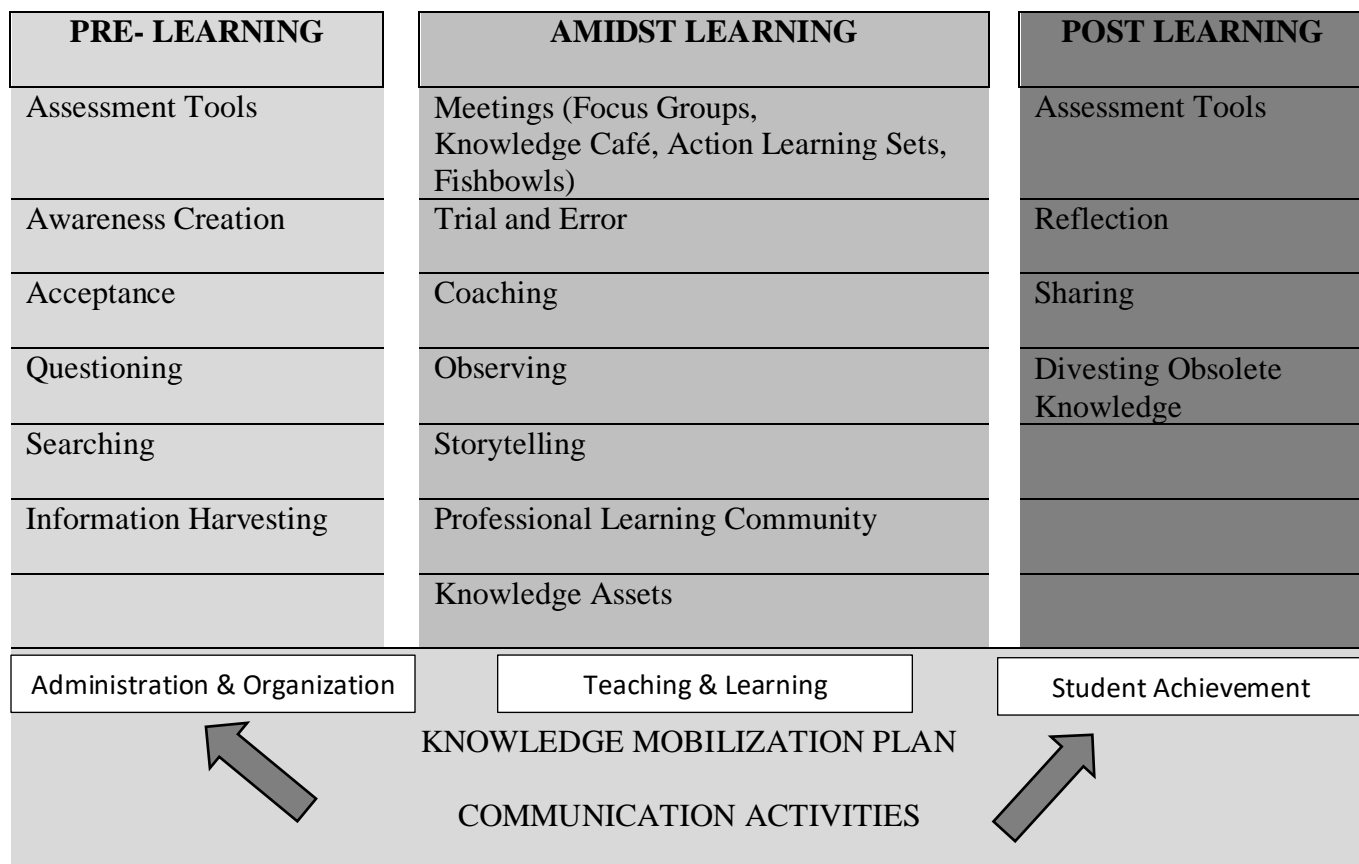 PRE- LEARNING
AMIDST LEARNING
POST LEARNING
Assessment Tools
Meetings (Focus Groups,
Knowledge Café, Action Learning Sets,
Fishbowls)
Assessment Tools
Awareness Creation
Trial and Error
Reflection
Acceptance
Coaching
Sharing
Questioning
Observing
Divesting Obsolete
Knowledge
Searching
Storytelling
Information Harvesting
Professional Learning Community
Knowledge Assets
Administration & Organization
Teaching & Learning
Student Achievement
KNOWLEDGE MOBILIZATION PLAN
COMMUNICATION ACTIVITIES